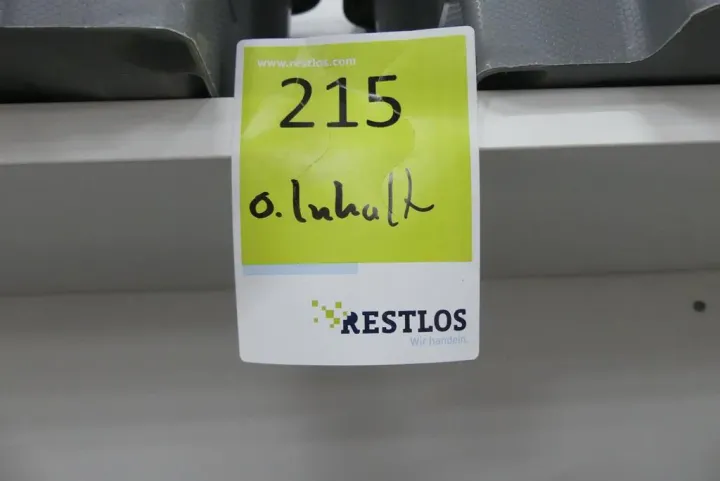 www.restlos.com
215
o. Inhalt
RESTLOS
Wir handeln.